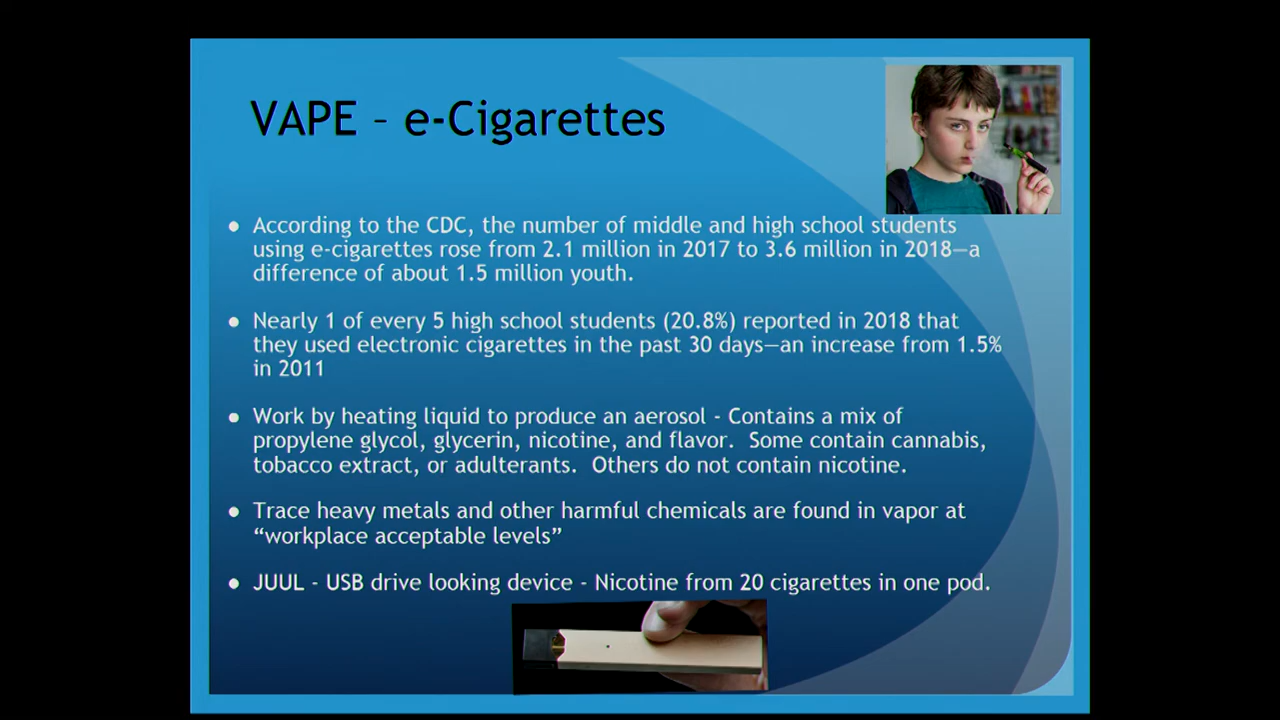 VAPE – e-Cigarettes
● According to the CDC, the number of middle and high school students
using e-cigarettes rose from 2.1 million in 2017 to 3.6 million in 2018—a
difference of about 1.5 million youth.
● Nearly 1 of every 5 high school students (20.8%) reported in 2018 that
they used electronic cigarettes in the past 30 days—an increase from 1.5%
in 2011
● Work by heating liquid to produce an aerosol - Contains a mix of
propylene glycol, glycerin, nicotine, and flavor.  Some contain cannabis,
tobacco extract, or adulterants.  Others do not contain nicotine.
● Trace heavy metals and other harmful chemicals are found in vapor at
“workplace acceptable levels”
● JUUL - USB drive looking device - Nicotine from 20 cigarettes in one pod.